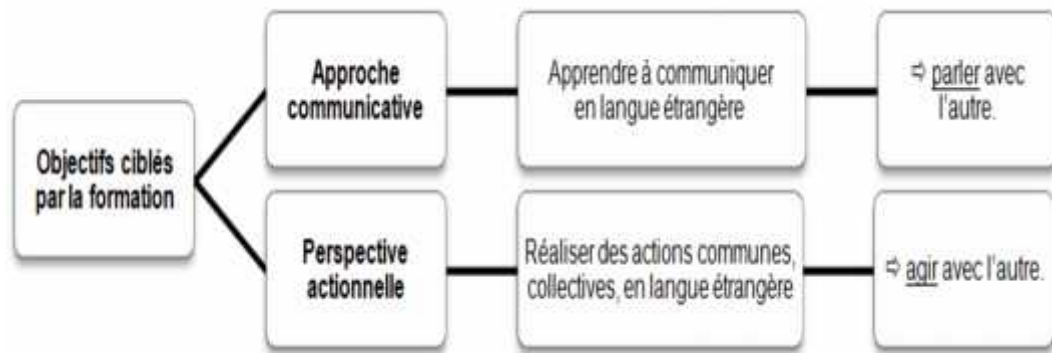 Objectifs ciblés
par la formation
Approche
communicative
Apprendre à communiquer
en langue étrangère
⇨ parler avec
l'autre.
Perspective
actionnelle
Réaliser des actions communes,
collectives, en langue étrangère
⇨ agir avec l'autre.